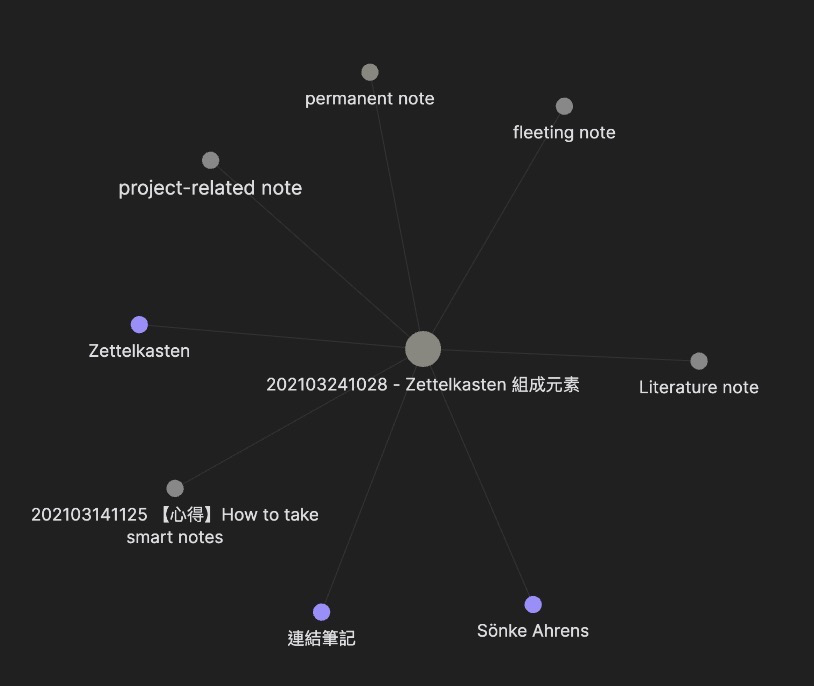 permanent note
fleeting note
project-related note
Zettelkasten
202103241028 - Zettelkasten 組成元素
Literature note
202103141125 【心得】How to take
smart notes
連結筆記
Sönke Ahrens